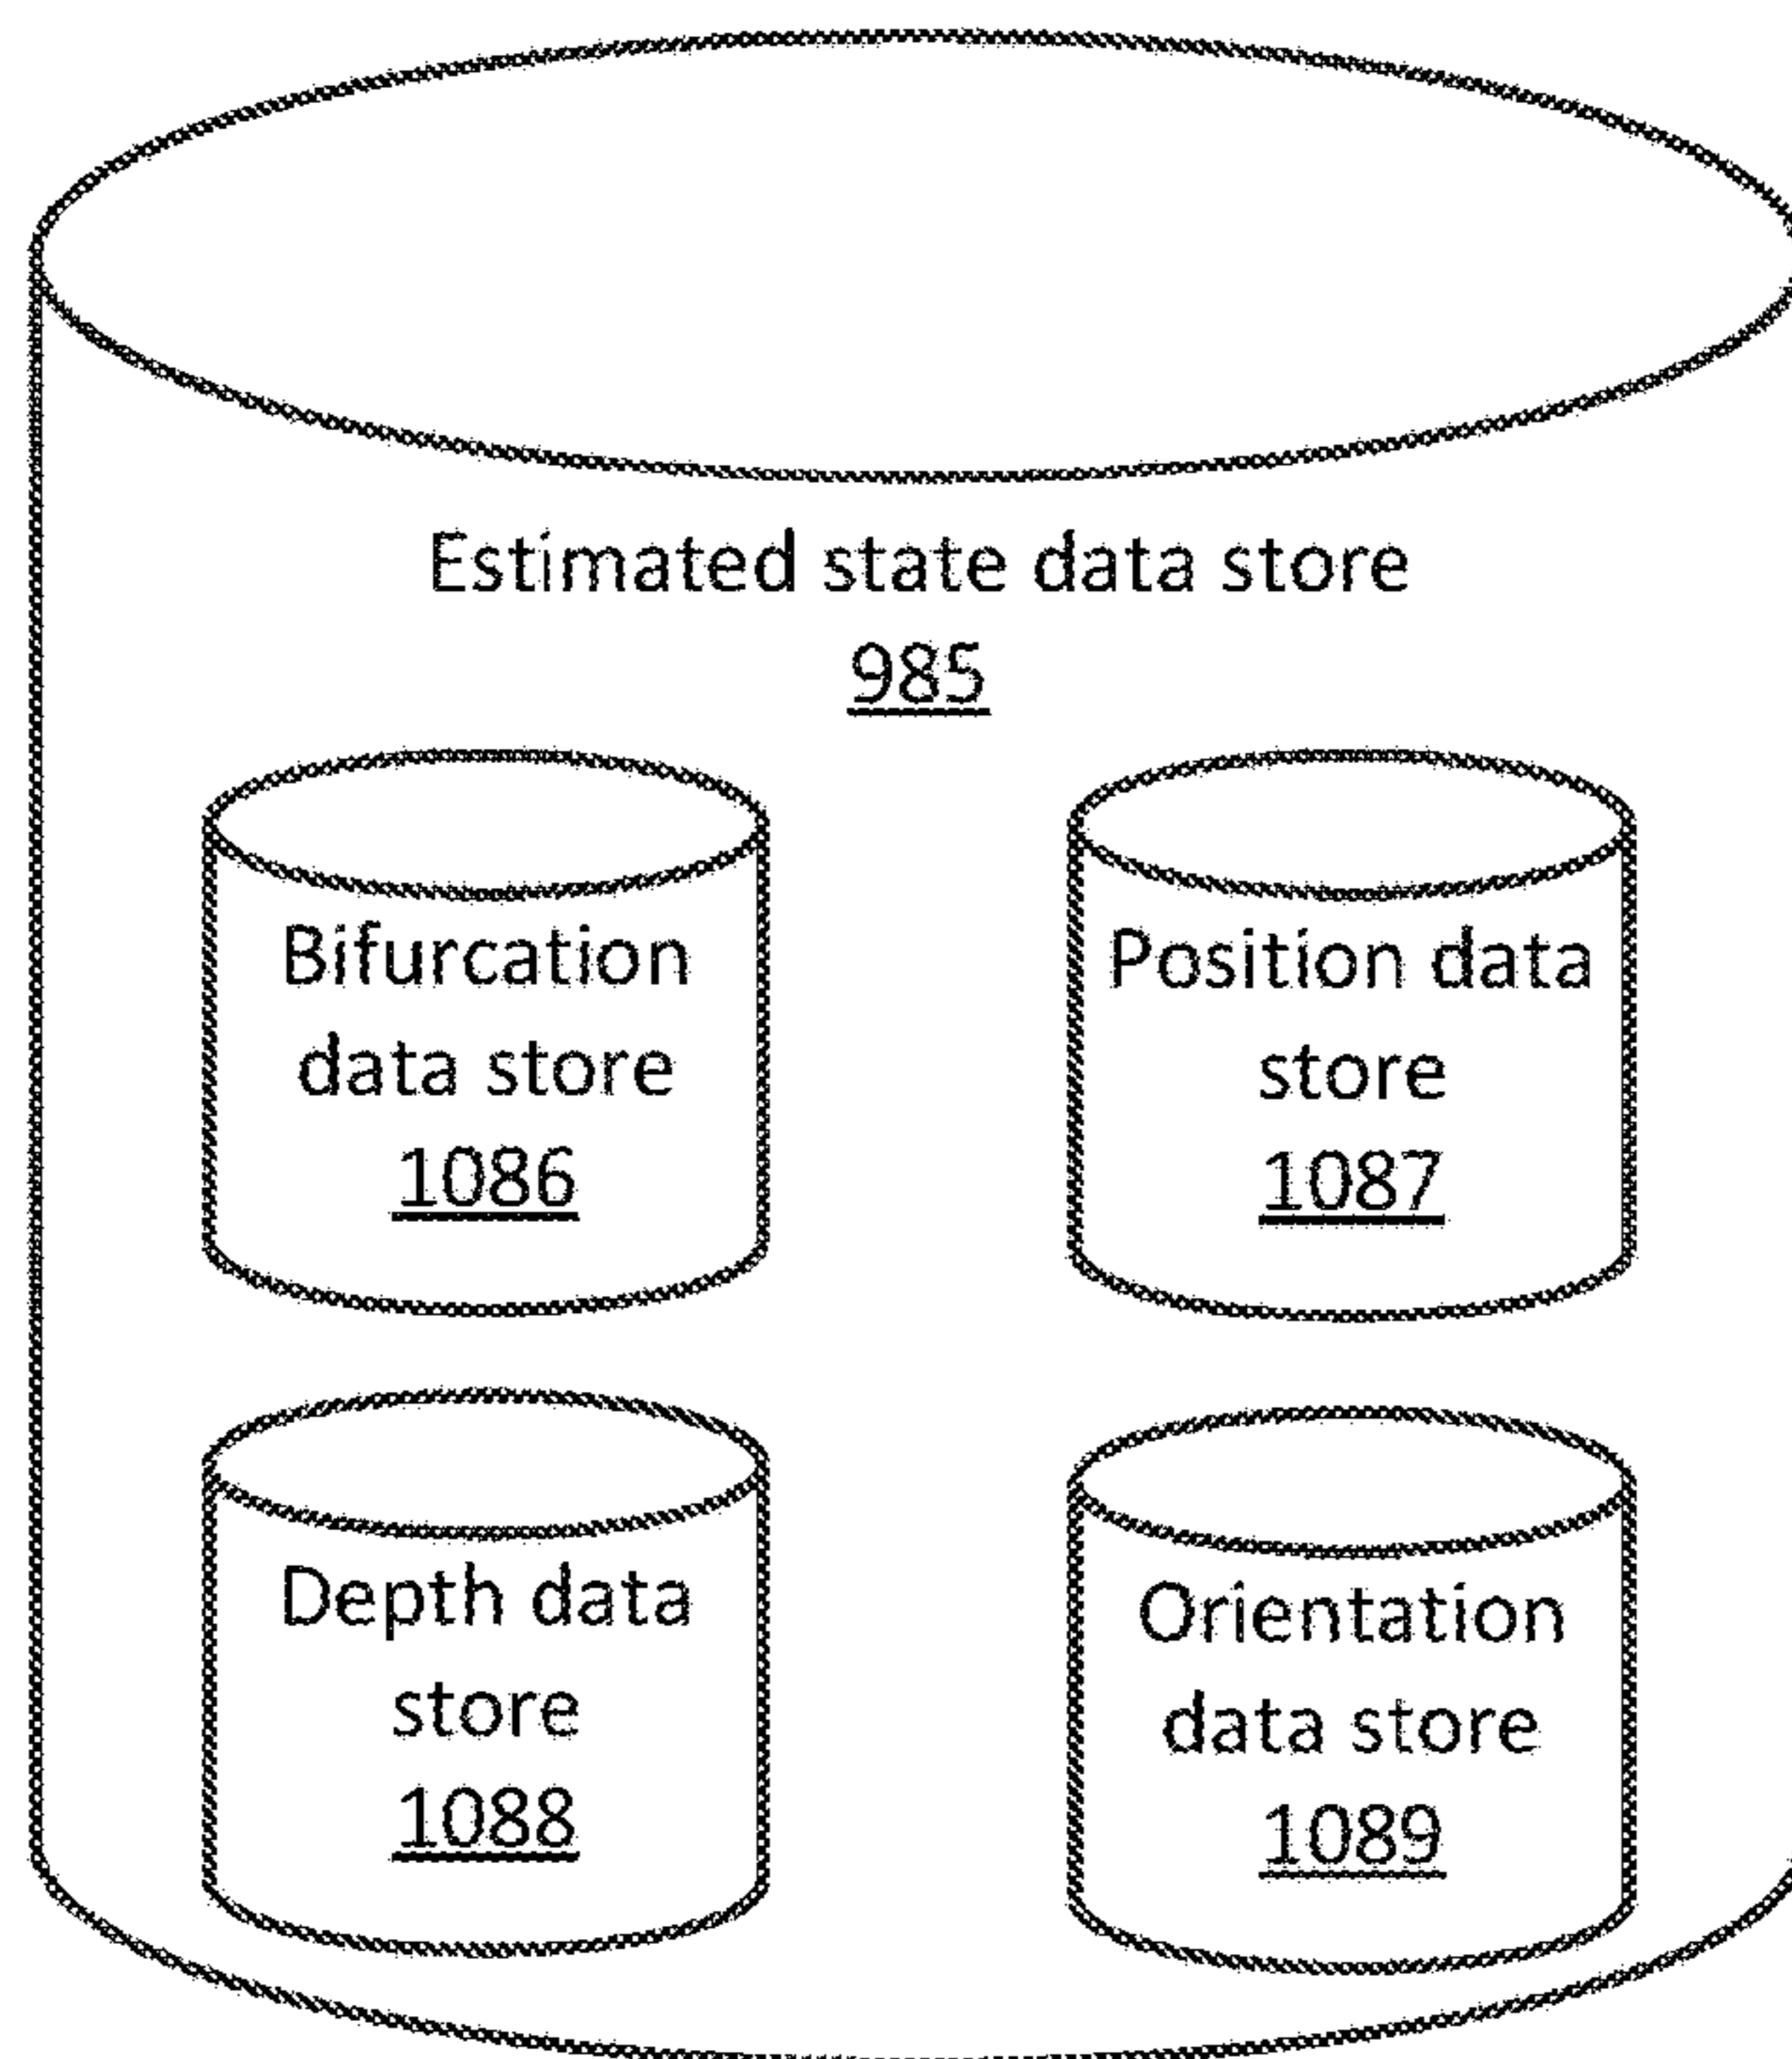 Estimated state data store
985
Bifurcation
data store
1086
Position data
store
1087
Depth data
store
1088
Orientation
data store
1089